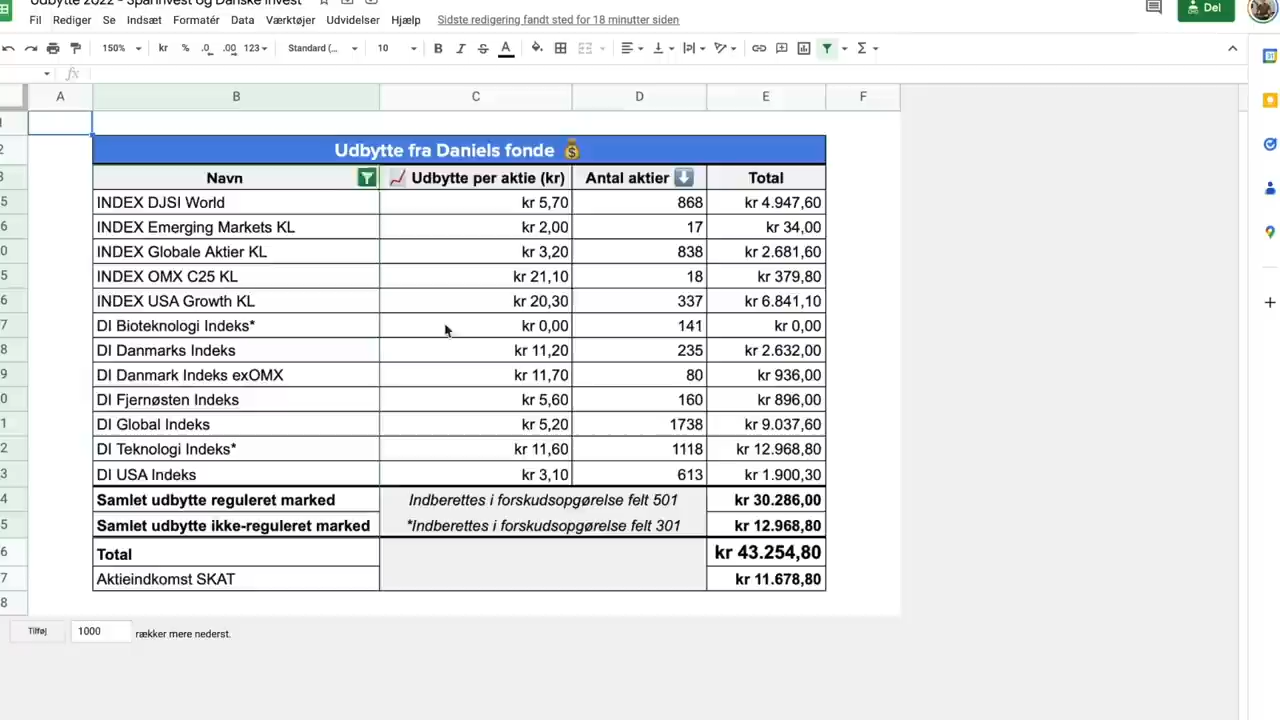 Udbytte 2022 - Sparinvest og Danske Invest
Fil Rediger Se Indsæt Formatér Data Værktøjer Udvidelser Hjælp Sidste redigering fandt sted for 18 minutter siden
Del
150% kr % .0 .00 123 Standard (... 10 B I S A
fx
A B C D E F
Udbytte fra Daniels fonde 💰
Navn 📈 Udbytte per aktie (kr) Antal aktier ⬇️ Total
INDEX DJSI World kr 5,70 868 kr 4.947,60
INDEX Emerging Markets KL kr 2,00 17 kr 34,00
INDEX Globale Aktier KL kr 3,20 838 kr 2.681,60
INDEX OMX C25 KL kr 21,10 18 kr 379,80
INDEX USA Growth KL kr 20,30 337 kr 6.841,10
DI Bioteknologi Indeks* kr 0,00 141 kr 0,00
DI Danmarks Indeks kr 11,20 235 kr 2.632,00
DI Danmark Indeks exOMX kr 11,70 80 kr 936,00
DI Fjernøsten Indeks kr 5,60 160 kr 896,00
DI Global Indeks kr 5,20 1738 kr 9.037,60
DI Teknologi Indeks* kr 11,60 1118 kr 12.968,80
DI USA Indeks kr 3,10 613 kr 1.900,30
Samlet udbytte reguleret marked Indberettes i forskudsopgørelse felt 501 kr 30.286,00
Samlet udbytte ikke-reguleret marked *Indberettes i forskudsopgørelse felt 301 kr 12.968,80
Total kr 43.254,80
Aktieindkomst SKAT kr 11.678,80
Tilføj 1000 rækker mere nederst.